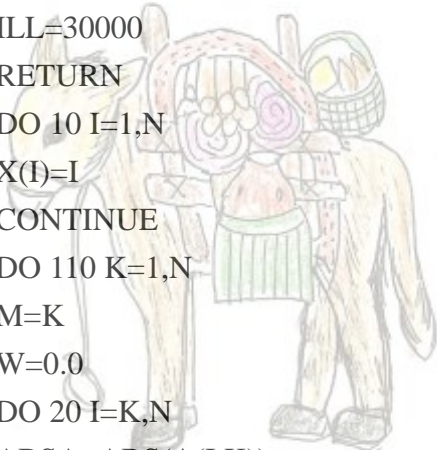 ILL=30000
RETURN
DO 10 I=1,N
X(I)=I
CONTINUE
DO 110 K=1,N
M=K
W=0.0
DO 20 I=K,N